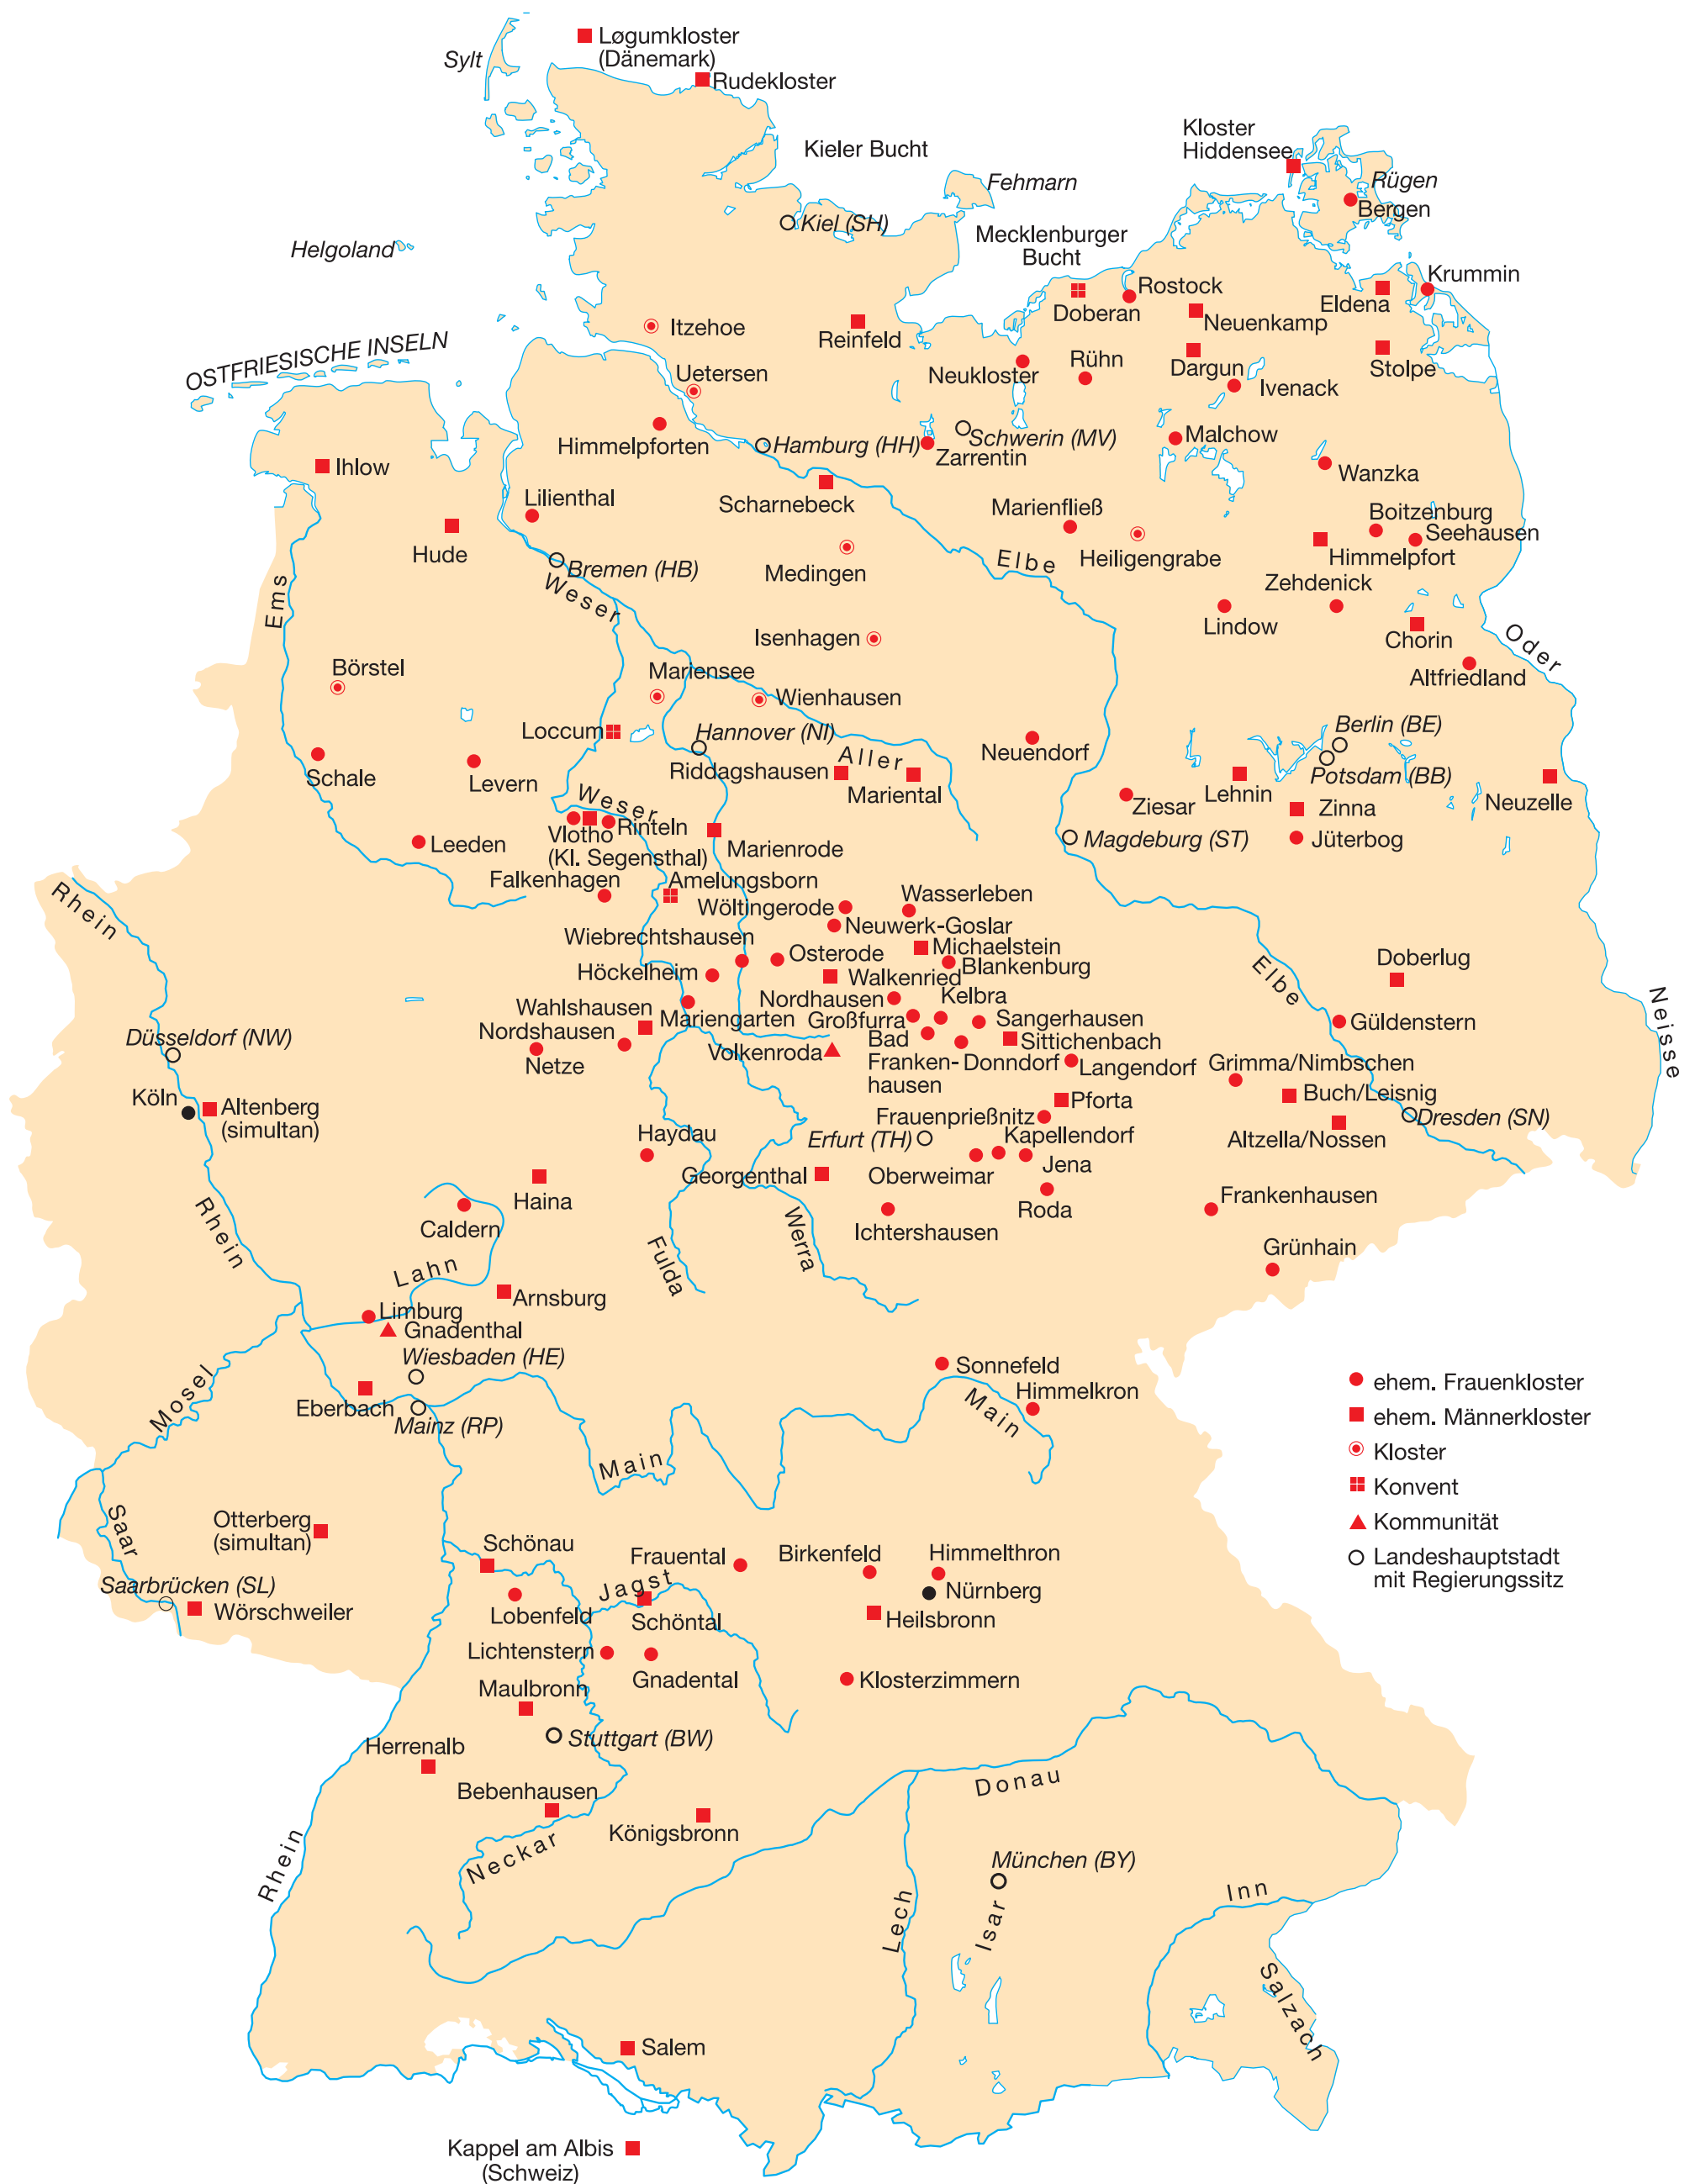 Løgumkloster
(Dänemark)
Sylt
Rudekloster
Kieler Bucht
Kloster
Hiddensee
Fehmarn
Rügen
Bergen
Kiel (SH)
Helgoland
Mecklenburger
Bucht
Krummin
Rostock
Eldena
Doberan
Neuenkamp
Itzehoe
Reinfeld
OSTFRIESISCHE INSELN
Rühn
Dargun
Stolpe
Neukloster
Uetersen
Ivenack
Himmelpforten
Hamburg (HH)
Schwerin (MV)
Malchow
Zarrentin
Ihlow
Wanzka
Lilienthal
Scharnebeck
Marienfließ
Boitzenburg
Seehausen
Hude
Heiligengrabe
Himmelpfort
Elbe
Bremen (HB)
Medingen
Weser
Ems
Zehdenick
Lindow
Isenhagen
Chorin
Oder
Börstel
Mariensee
Altfriedland
Wienhausen
Loccum
Hannover (NI)
Berlin (BE)
Neuendorf
Aller
Schale
Levern
Riddagshausen
Potsdam (BB)
Mariental
Lehnin
Neuzelle
Weser
Ziesar
Zinna
Vlotho
(Kl. Segensthal)
Rinteln
Leeden
Marienrode
Magdeburg (ST)
Jüterbog
Falkenhagen
Amelungsborn
Wasserleben
Rhein
Wöltingerode
Neuwerk-Goslar
Wiebrechtshausen
Michaelstein
Osterode
Blankenburg
Höckelheim
Walkenried
Doberlug
Elbe
Nordhausen
Kelbra
Neisse
Wahlshausen
Mariengarten
Großfurra
Sangerhausen
Güldenstern
Nordshausen
Bad
Franken-
hausen
Sittichenbach
Düsseldorf (NW)
Netze
Volkenroda
Donndorf
Langendorf
Grimma/Nimbschen
Köln
Altenberg
(simultan)
Pforta
Buch/Leisnig
Frauenprießnitz
Dresden (SN)
Haydau
Erfurt (TH)
Kapellendorf
Altzella/Nossen
Georgenthal
Oberweimar
Jena
Haina
Rhein
Caldern
Roda
Frankenhausen
Ichtershausen
Werra
Fulda
Lahn
Grünhain
Arnsburg
Limburg
Gnadenthal
Wiesbaden (HE)
Sonnefeld
Mosel
Eberbach
Mainz (RP)
Himmelkron
Main
ehem. Frauenkloster
ehem. Männerkloster
Kloster
Konvent
Kommunität
Landeshauptstadt
mit Regierungssitz
Main
Saar
Otterberg
(simultan)
Schönau
Frauental
Birkenfeld
Himmelthron
Saarbrücken (SL)
Jagst
Nürnberg
Wörschweiler
Lobenfeld
Schöntal
Heilsbronn
Lichtenstern
Gnadental
Klosterzimmern
Maulbronn
Stuttgart (BW)
Herrenalb
Donau
Bebenhausen
Königsbronn
Neckar
Rhein
München (BY)
Lech
Isar
Inn
Salzach
Salem
Kappel am Albis
(Schweiz)